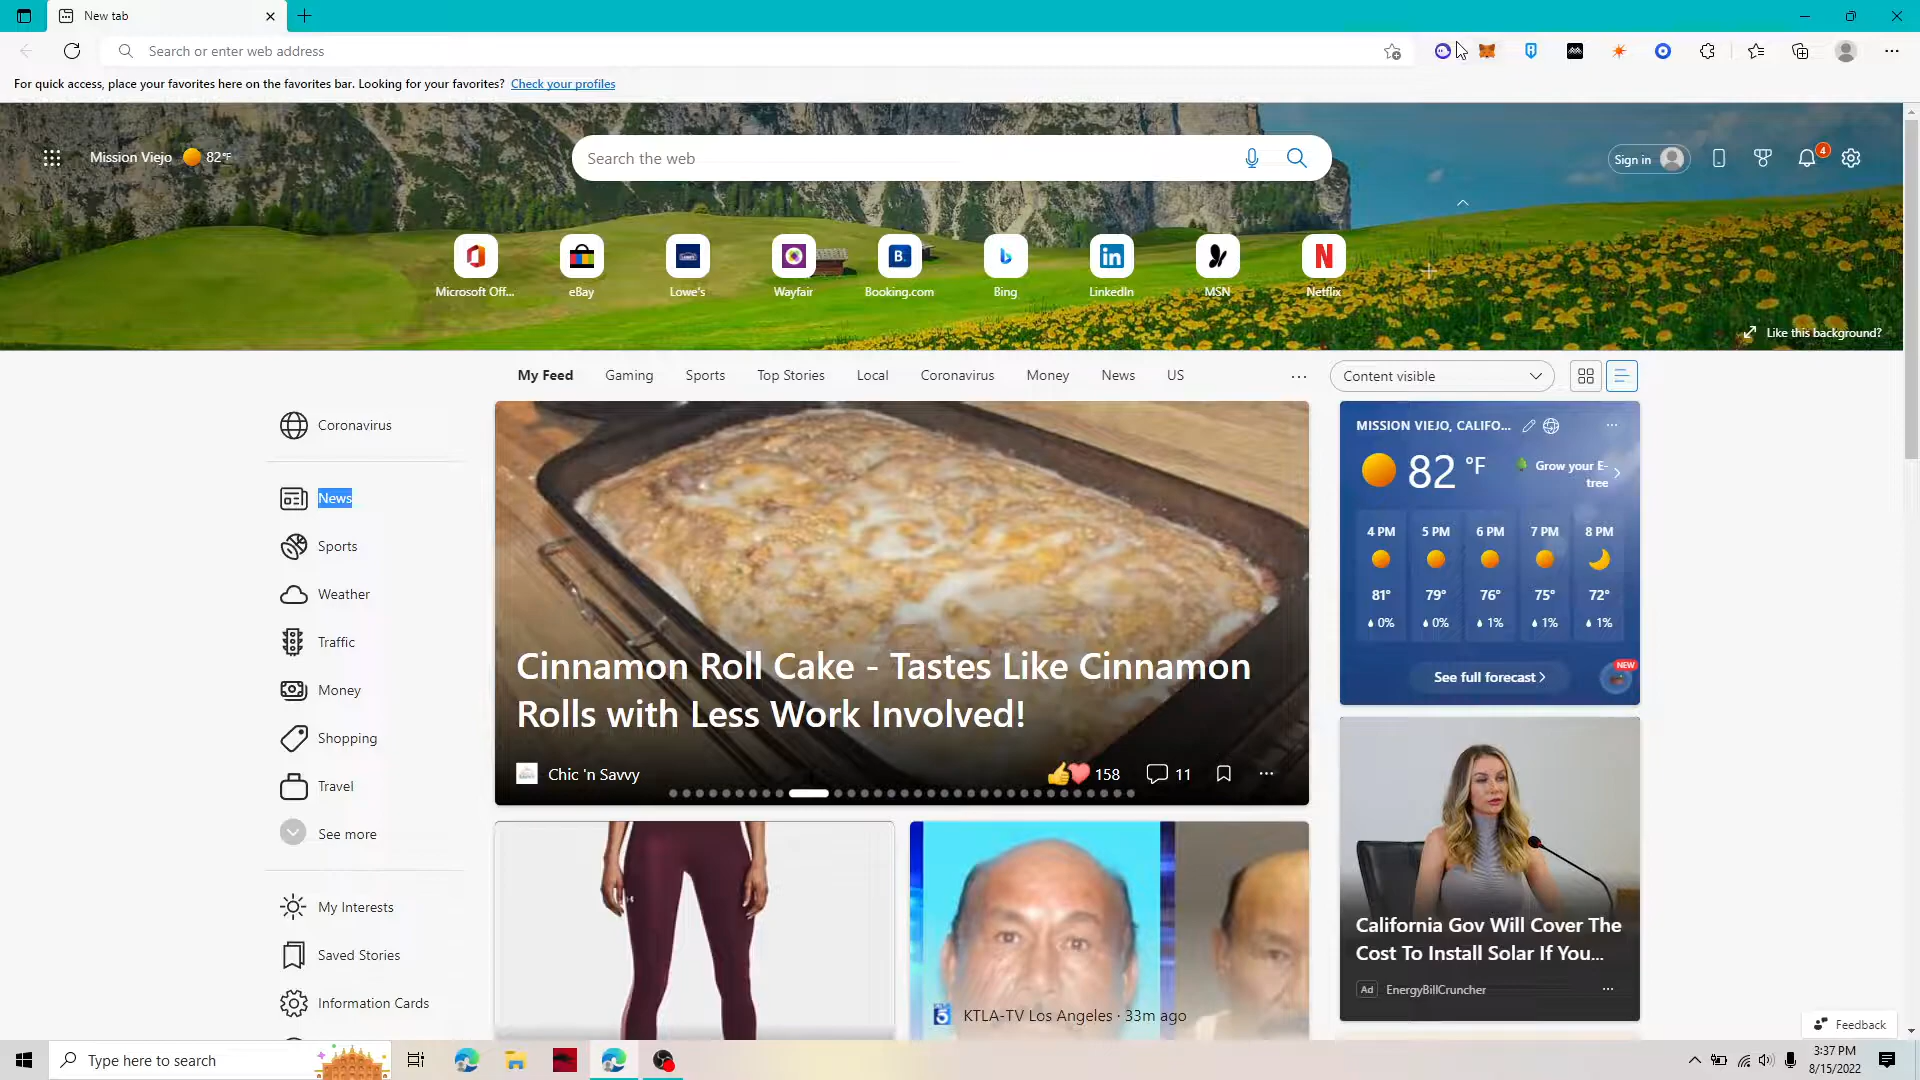 New tab
Search or enter web address
For quick access, place your favorites here on the favorites bar. Looking for your favorites? Check your profiles
Mission Viejo 82°F
Search the web
Sign in
4
Microsoft Off...
eBay
Lowe's
Wayfair
B.
Booking.com
Bing
in
LinkedIn
MSN
N
Netflix
Like this background?
My Feed Gaming Sports Top Stories Local Coronavirus Money News US
Content visible
Coronavirus
News
Sports
Weather
Traffic
Money
Shopping
Travel
See more
My Interests
Saved Stories
Information Cards
Cinnamon Roll Cake - Tastes Like Cinnamon
Rolls with Less Work Involved!
Chic 'n Savvy
158
11
5 KTLA-TV Los Angeles · 33m ago
MISSION VIEJO, CALIFO...
82 °F
Grow your E-
tree
4 PM 5 PM 6 PM 7 PM 8 PM
81° 79° 76° 75° 72°
0% 0% 1% 1% 1%
See full forecast
NEW
California Gov Will Cover The
Cost To Install Solar If You...
Ad EnergyBillCruncher
Feedback
Type here to search
3:37 PM
8/15/2022